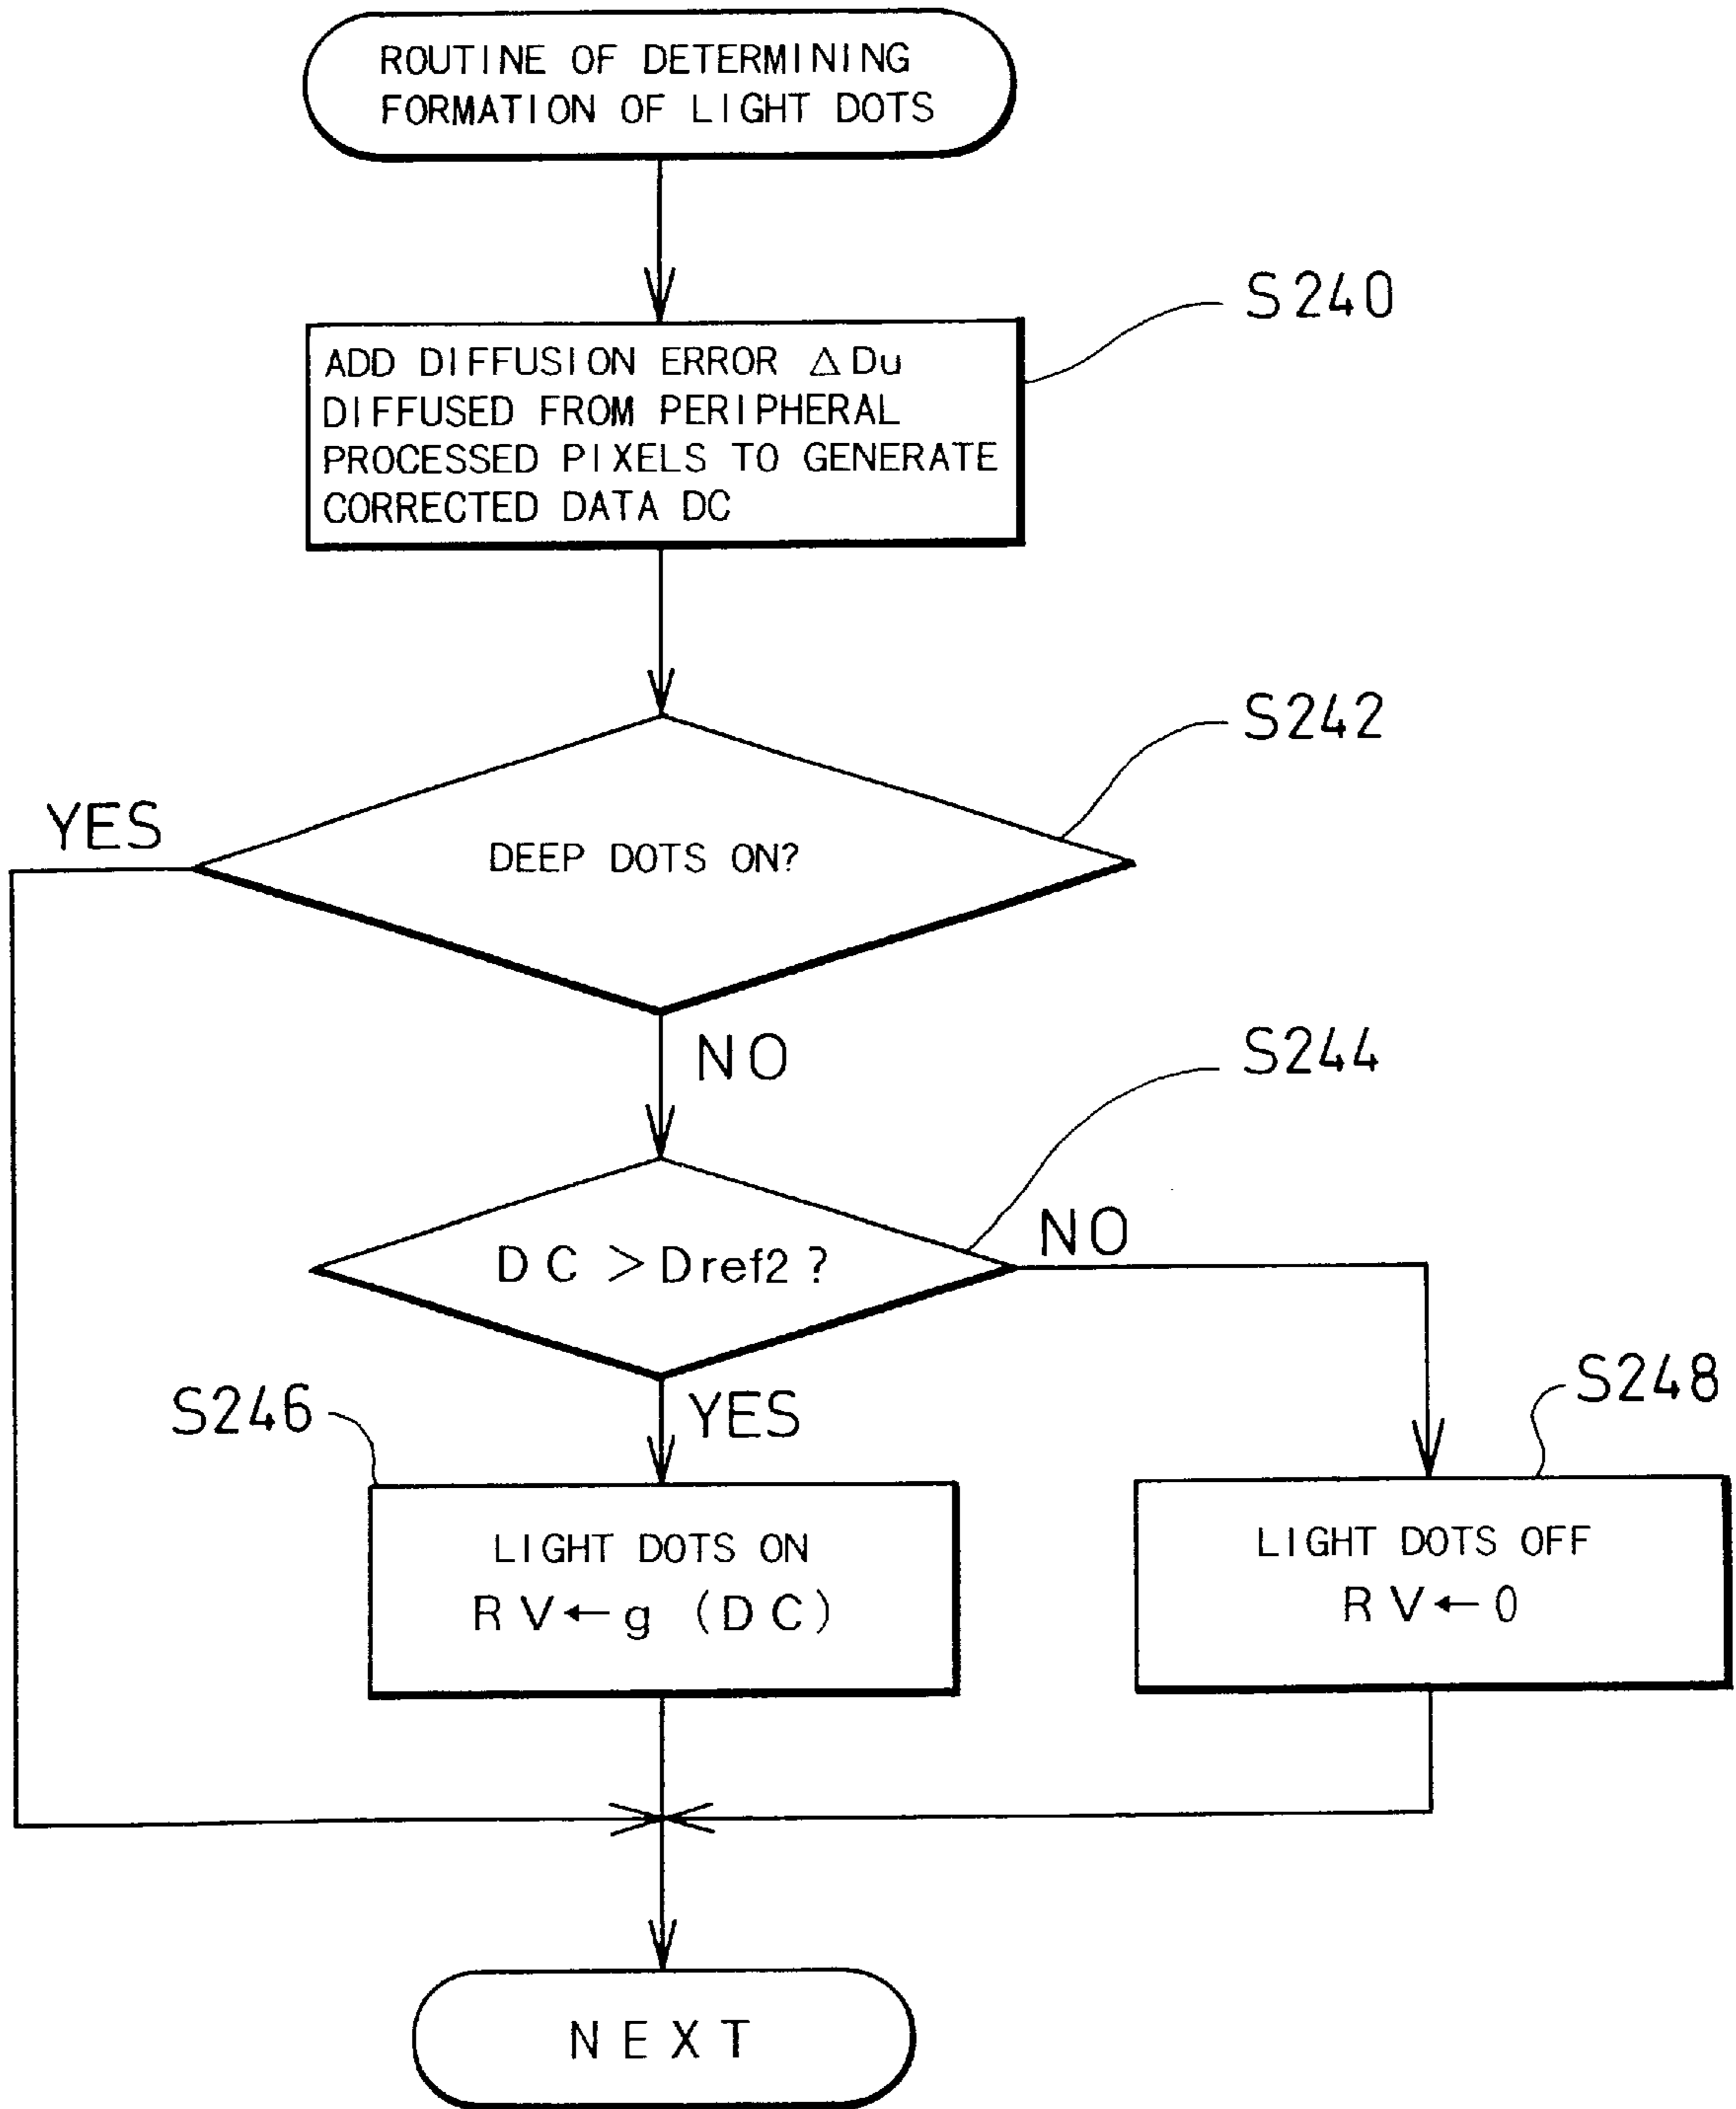 ROUTINE OF DETERMINING
FORMATION OF LIGHT DOTS
S240
ADD DIFFUSION ERROR △Du
DIFFUSED FROM PERIPHERAL
PROCESSED PIXELS TO GENERATE
CORRECTED DATA DC
S242
YES
DEEP DOTS ON?
NO
S244
DC > Dref2 ?
NO
S246
YES
S248
LIGHT DOTS ON
RV←g (DC)
LIGHT DOTS OFF
RV←0
NEXT